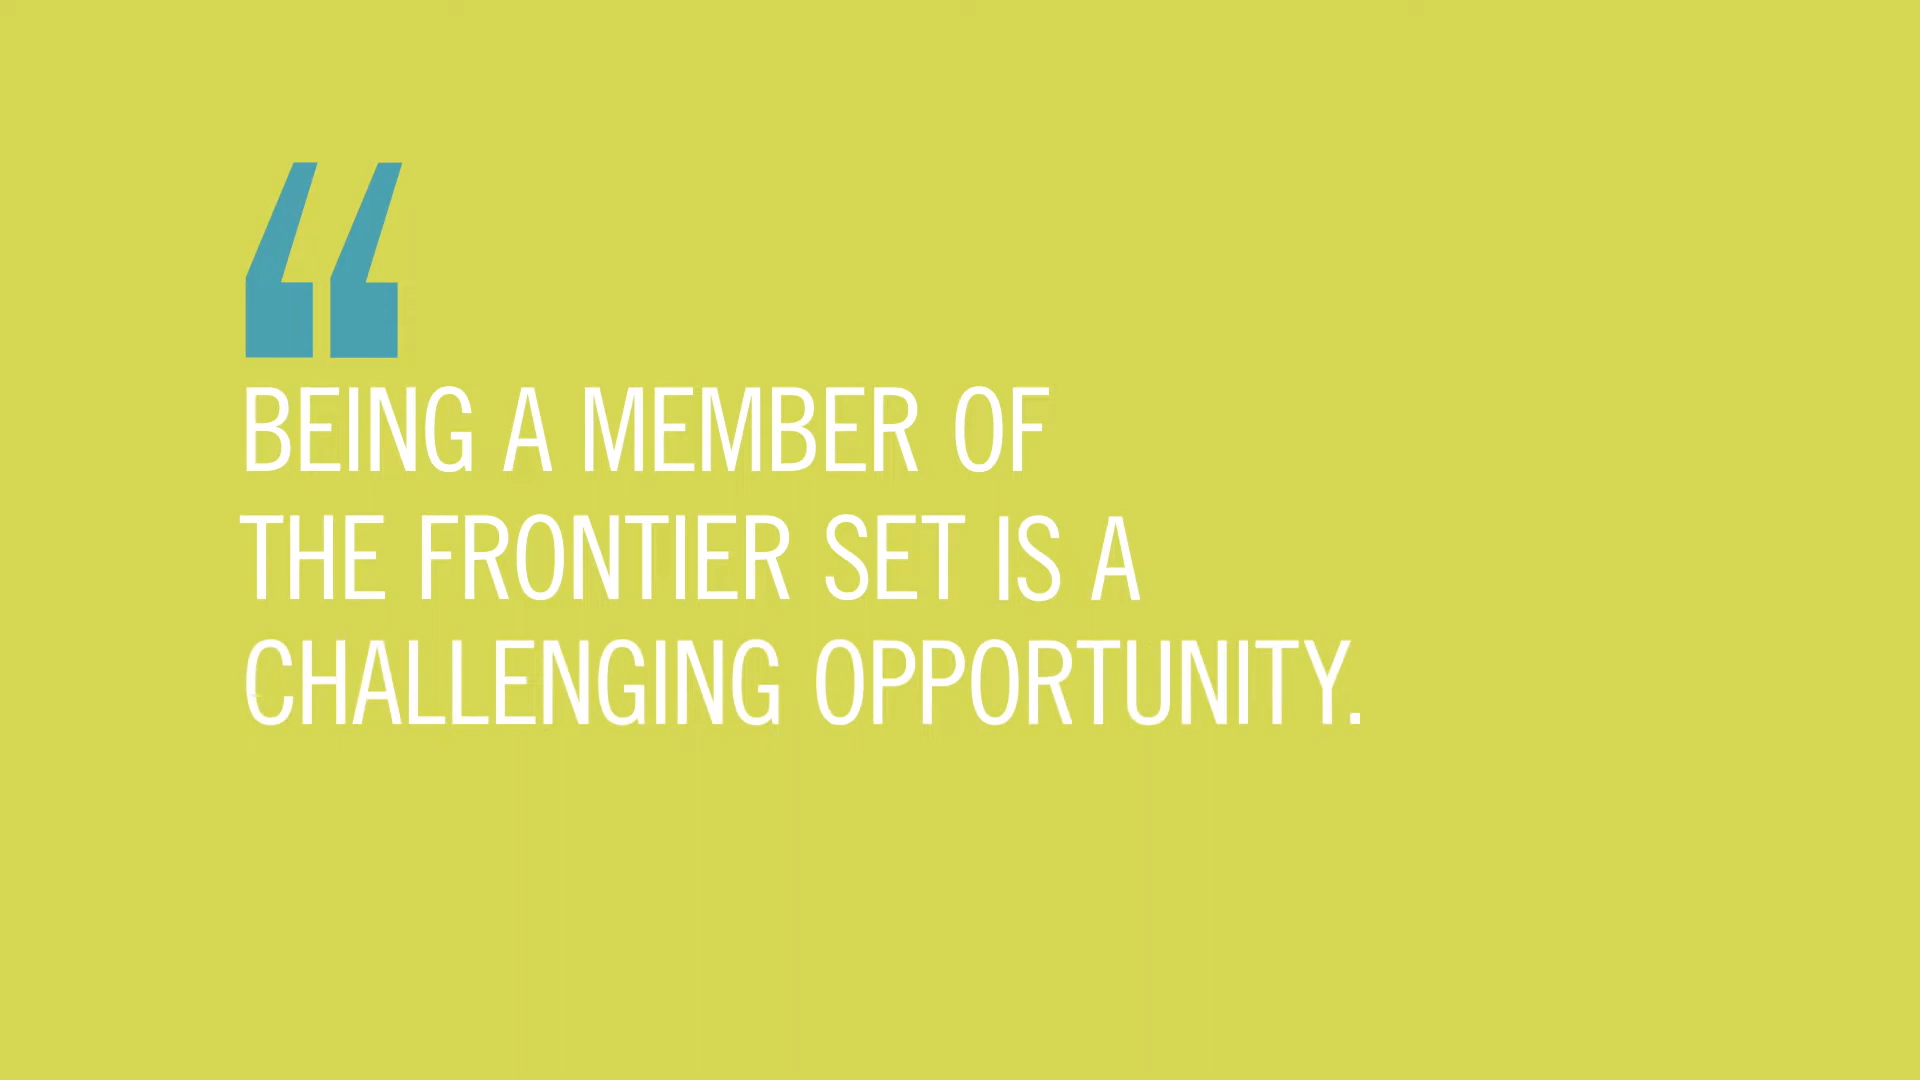 “
BEING A MEMBER OF
THE FRONTIER SET IS A
CHALLENGING OPPORTUNITY.